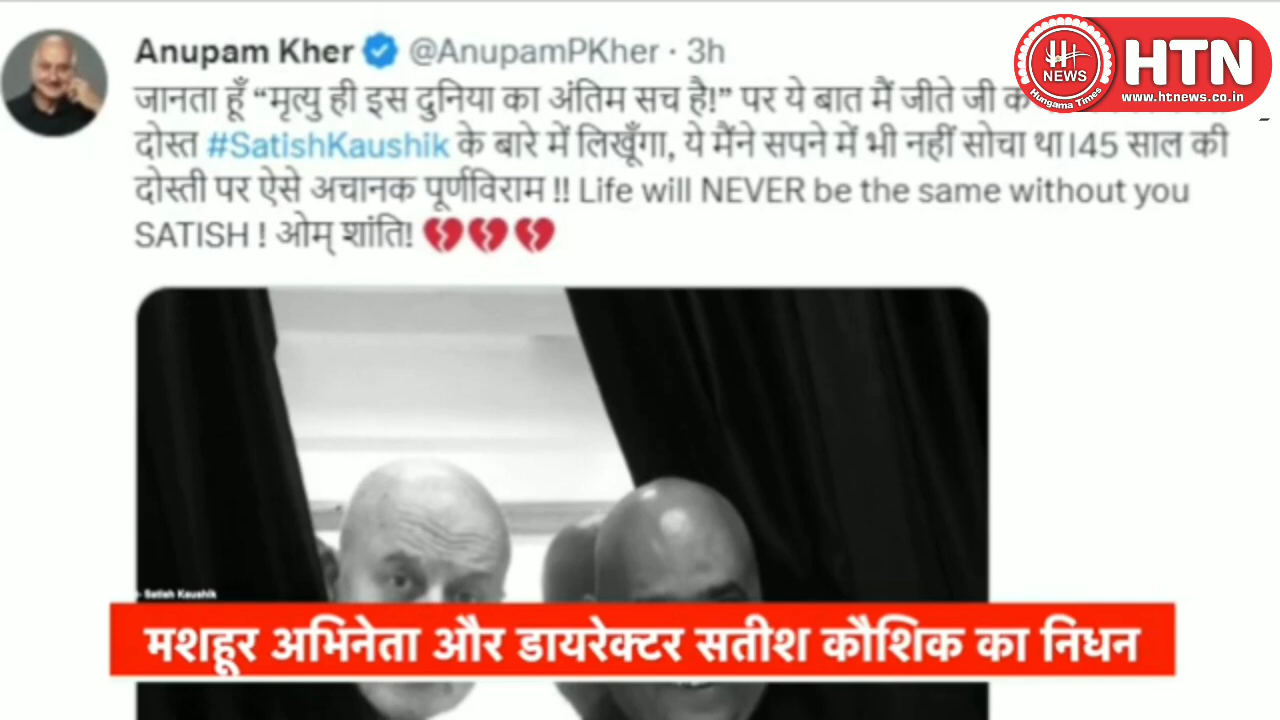 Anupam Kher @AnupamPKher · 3h
जानता हूँ “मृत्यु ही इस दुनिया का अंतिम सच है!” पर ये बात मैं जीते जी
दोस्त #SatishKaushik के बारे में लिखूँगा, ये मैंने सपने में भी नहीं सोचा था।45 साल की
दोस्ती पर ऐसे अचानक पूर्णविराम !! Life will NEVER be the same without you
SATISH ! ओम् शांति! 💔💔💔
HTN
NEWS
Hungama Times
www.htnews.co.in
Satish Kaushik
मशहूर अभिनेता और डायरेक्टर सतीश कौशिक का निधन